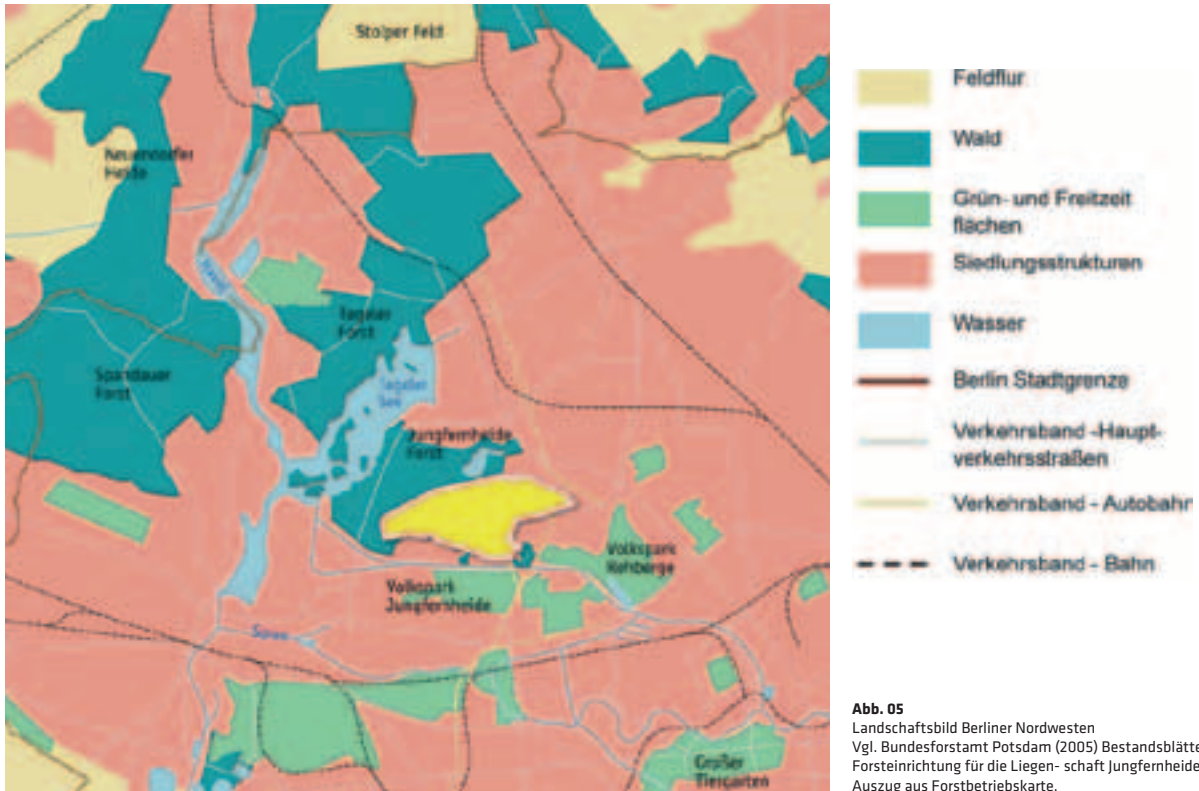 Stolper Feld
Neuendorfer
Heide
Havel
Tegeler
Forst
Spandauer
Forst
Tegeler
See
Jungfernheide
Forst
Volkspark
Rehberge
Volkspark
Jungfernheide
Spree
Großer
Tiergarten
Feldflur
Wald
Grün- und Freizeit
flächen
Siedlungsstrukturen
Wasser
Berlin Stadtgrenze
Verkehrsband -Haupt-
verkehrsstraßen
Verkehrsband - Autobahn
Verkehrsband - Bahn
Abb. 05
Landschaftsbild Berliner Nordwesten
Vgl. Bundesforstamt Potsdam (2005) Bestandsblätte
Forsteinrichtung für die Liegen- schaft Jungfernheide
Auszug aus Forstbetriebskarte.